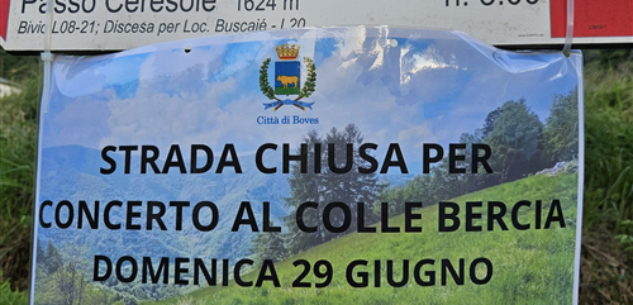 Passo Ceresole 1624 m
Bivio L08-21; Discesa per Loc. Buscaié - L20
Città di Boves
STRADA CHIUSA PER
CONCERTO AL COLLE BERCIA
DOMENICA 29 GIUGNO